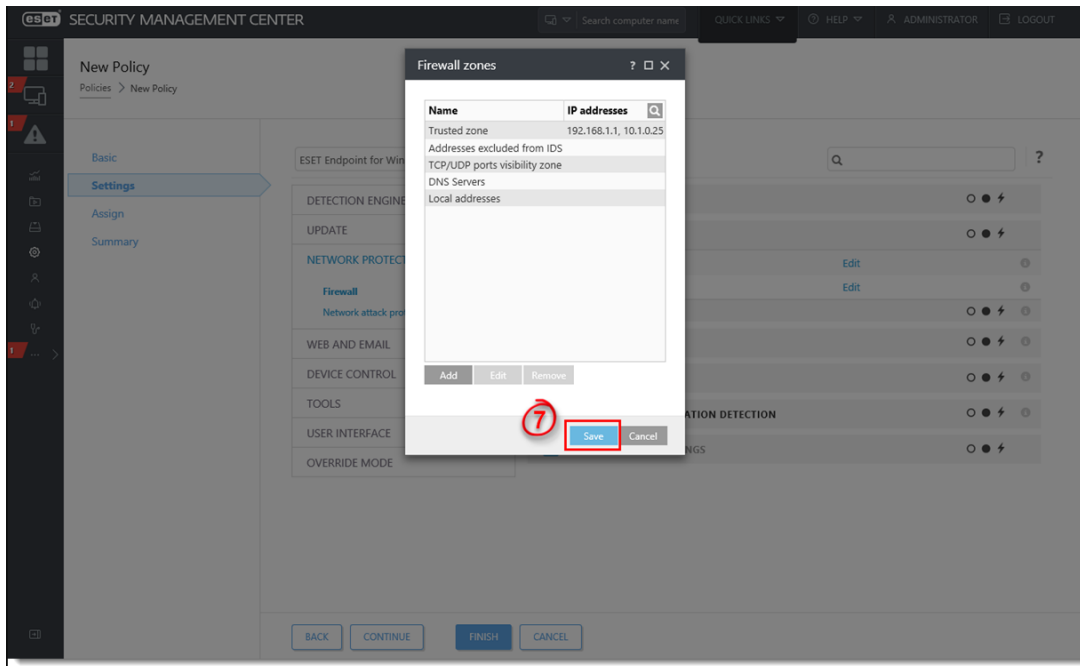 eset SECURITY MANAGEMENT CENTER
Search computer name
QUICK LINKS
? HELP
ADMINISTRATOR
LOGOUT
New Policy
Policies > New Policy
2
1
1
...
Basic
Settings
Assign
Summary
ESET Endpoint for Win
?
DETECTION ENGINE
UPDATE
NETWORK PROTECT
Edit
Firewall
Edit
Network attack pro
WEB AND EMAIL
DEVICE CONTROL
TOOLS
ATION DETECTION
USER INTERFACE
NGS
OVERRIDE MODE
Firewall zones
?
Name IP addresses
Trusted zone 192.168.1.1, 10.1.0.25
Addresses excluded from IDS
TCP/UDP ports visibility zone
DNS Servers
Local addresses
Add Edit Remove
7
Save Cancel
BACK CONTINUE FINISH CANCEL